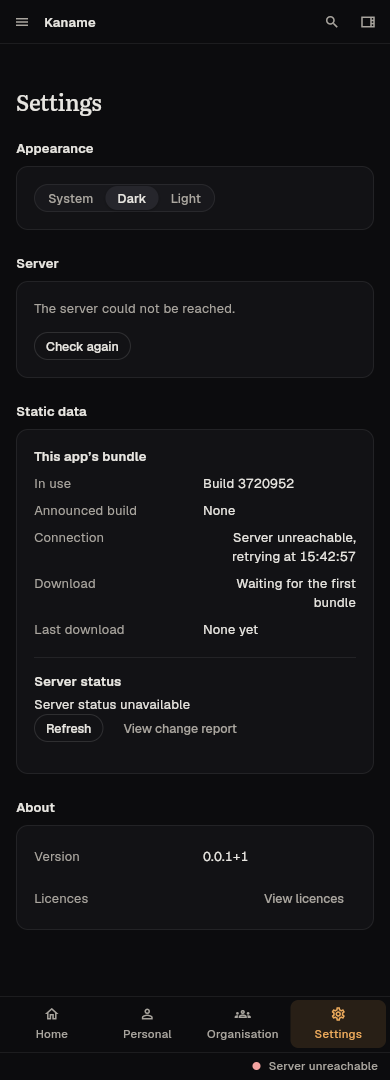 Kaname
Settings
Appearance
System Dark Light
Server
The server could not be reached.
Check again
Static data
This app's bundle
In use Build 3720952
Announced build None
Connection Server unreachable,
retrying at 15:42:57
Download Waiting for the first
bundle
Last download None yet
Server status
Server status unavailable
Refresh View change report
About
Version 0.0.1+1
Licences View licences
Home Personal Organisation Settings
Server unreachable